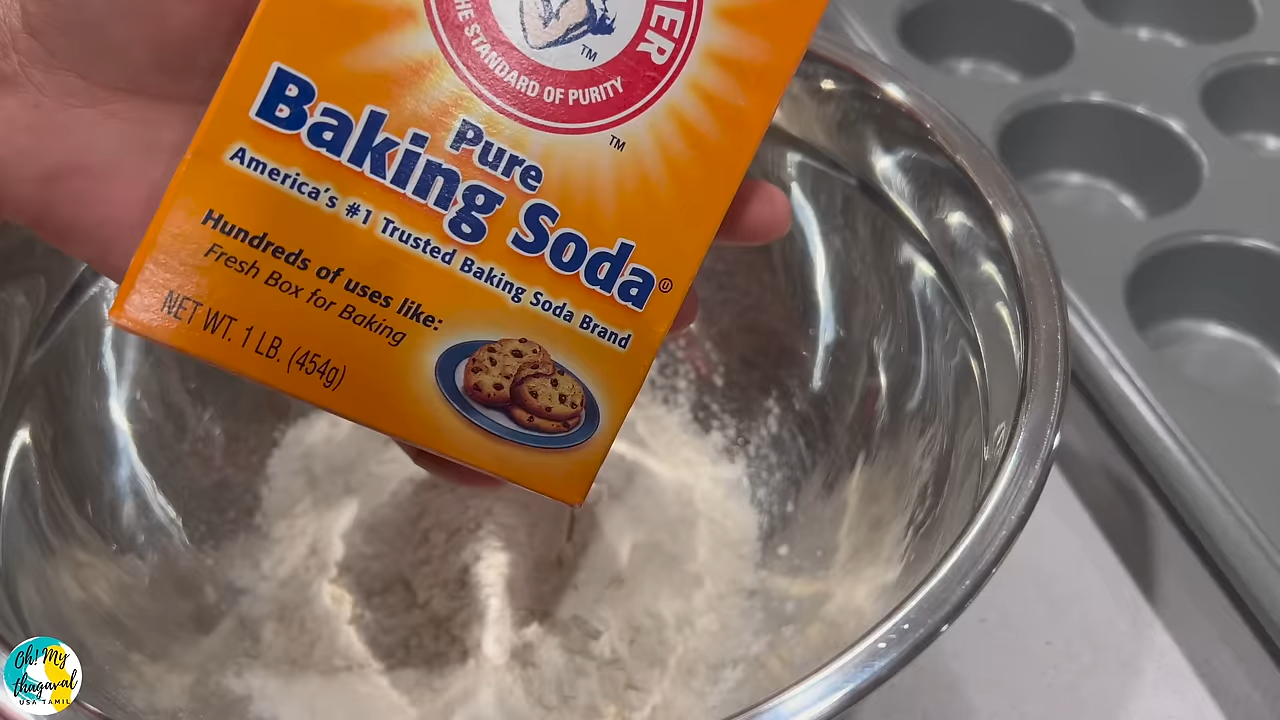 THE STANDARD OF PURITY
TM
TM
Pure
Baking Soda
America's #1 Trusted Baking Soda Brand
Hundreds of uses like:
Fresh Box for Baking
NET WT. 1 LB. (454g)
Oh! My
thagaval
USA TAMIL